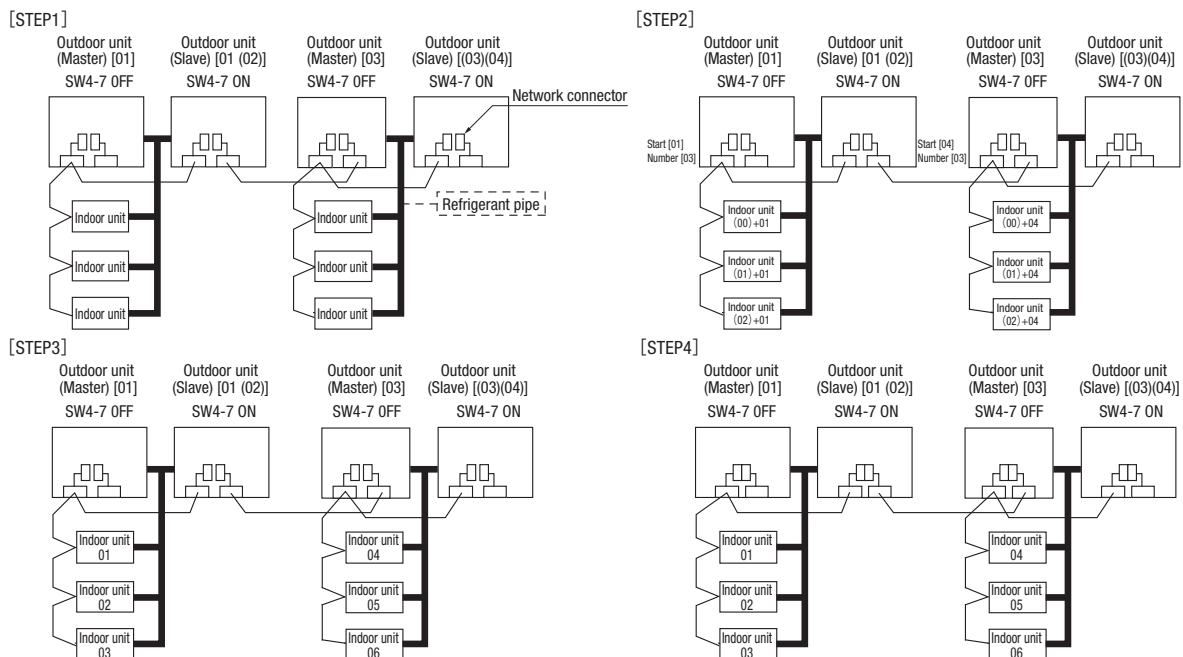 [STEP1]
Outdoor unit
(Master) [01]
SW4-7 OFF
Outdoor unit
(Slave) [01 (02)]
SW4-7 ON
Outdoor unit
(Master) [03]
SW4-7 OFF
Outdoor unit
(Slave) [(03)(04)]
SW4-7 ON
Network connector
Refrigerant pipe
Indoor unit
Indoor unit
Indoor unit
Indoor unit
Indoor unit
Indoor unit
[STEP2]
Outdoor unit
(Master) [01]
SW4-7 OFF
Outdoor unit
(Slave) [01 (02)]
SW4-7 ON
Outdoor unit
(Master) [03]
SW4-7 OFF
Outdoor unit
(Slave) [(03)(04)]
SW4-7 ON
Start [01]
Number [03]
Start [04]
Number [03]
Indoor unit
(00)+01
Indoor unit
(01)+01
Indoor unit
(02)+01
Indoor unit
(00)+04
Indoor unit
(01)+04
Indoor unit
(02)+04
[STEP3]
Outdoor unit
(Master) [01]
SW4-7 OFF
Outdoor unit
(Slave) [01 (02)]
SW4-7 ON
Outdoor unit
(Master) [03]
SW4-7 OFF
Outdoor unit
(Slave) [(03)(04)]
SW4-7 ON
Indoor unit
01
Indoor unit
02
Indoor unit
03
Indoor unit
04
Indoor unit
05
Indoor unit
06
[STEP4]
Outdoor unit
(Master) [01]
SW4-7 OFF
Outdoor unit
(Slave) [01 (02)]
SW4-7 ON
Outdoor unit
(Master) [03]
SW4-7 OFF
Outdoor unit
(Slave) [(03)(04)]
SW4-7 ON
Indoor unit
01
Indoor unit
02
Indoor unit
03
Indoor unit
04
Indoor unit
05
Indoor unit
06